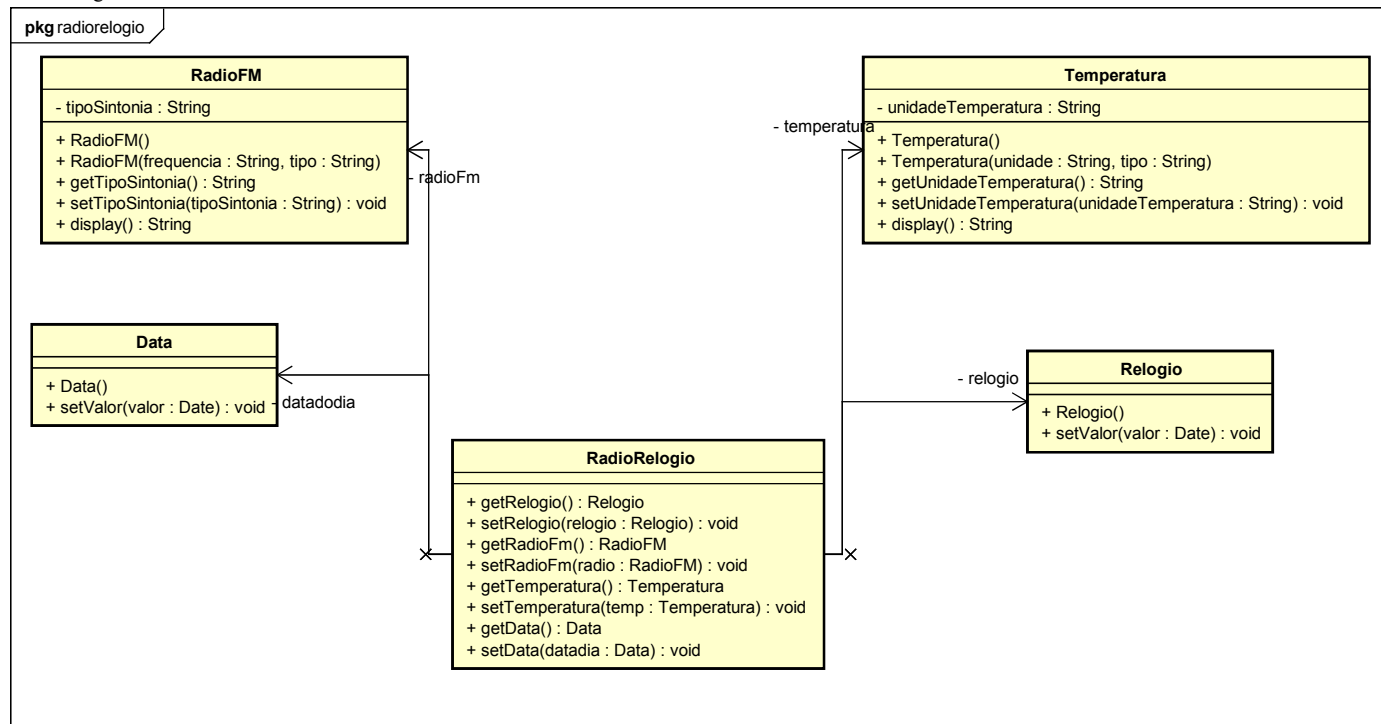 pkg radiorelogio
RadioFM
- tipoSintonia : String
+ RadioFM()
+ RadioFM(frequencia : String, tipo : String)
+ getTipoSintonia() : String
+ setTipoSintonia(tipoSintonia : String) : void
+ display() : String
- radioFm
Temperatura
- unidadeTemperatura : String
+ Temperatura()
+ Temperatura(unidade : String, tipo : String)
+ getUnidadeTemperatura() : String
+ setUnidadeTemperatura(unidadeTemperatura : String) : void
+ display() : String
- temperatura
Data
+ Data()
+ setValor(valor : Date) : void
- datadodia
Relogio
+ Relogio()
+ setValor(valor : Date) : void
- relogio
RadioRelogio
+ getRelogio() : Relogio
+ setRelogio(relogio : Relogio) : void
+ getRadioFm() : RadioFM
+ setRadioFm(radio : RadioFM) : void
+ getTemperatura() : Temperatura
+ setTemperatura(temp : Temperatura) : void
+ getData() : Data
+ setData(datadia : Data) : void